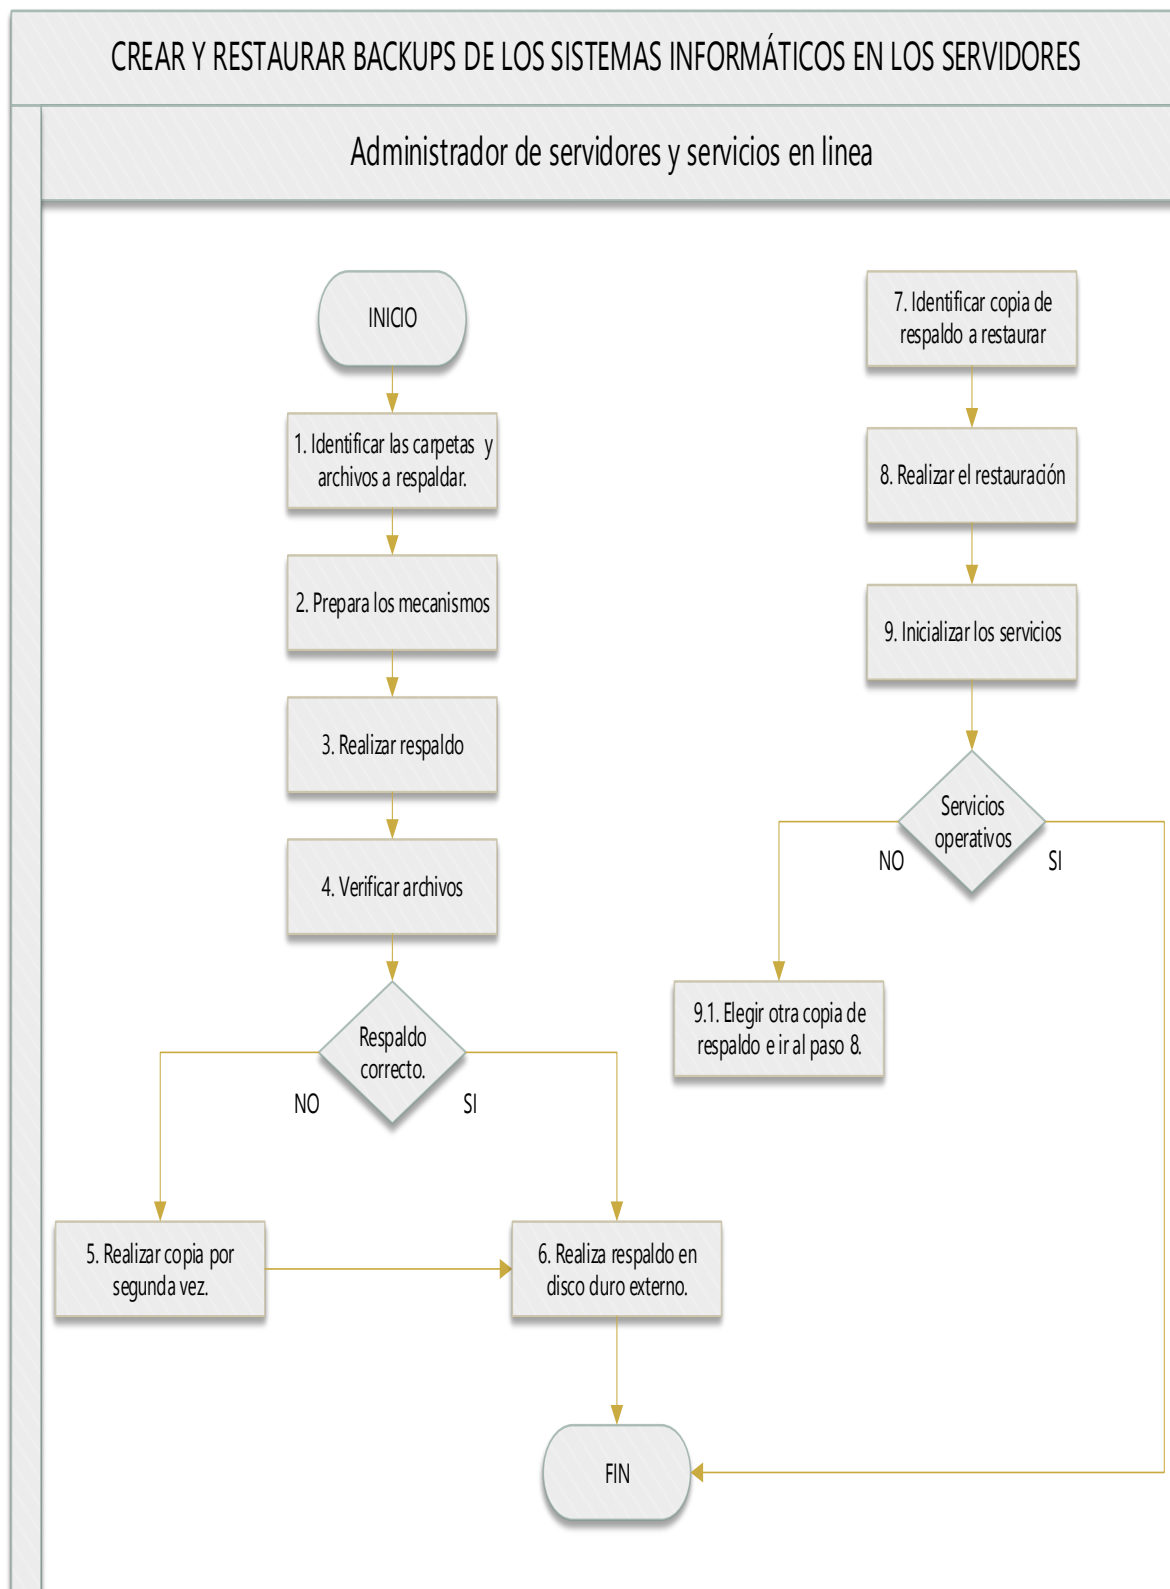 CREAR Y RESTAURAR BACKUPS DE LOS SISTEMAS INFORMÁTICOS EN LOS SERVIDORES
Administrador de servidores y servicios en linea
INICIO
1. Identificar las carpetas y
archivos a respaldar.
2. Prepara los mecanismos
3. Realizar respaldo
4. Verificar archivos
Respaldo
correcto.
NO
SI
5. Realizar copia por
segunda vez.
6. Realiza respaldo en
disco duro externo.
FIN
7. Identificar copia de
respaldo a restaurar
8. Realizar el restauración
9. Inicializar los servicios
Servicios
operativos
NO
SI
9.1. Elegir otra copia de
respaldo e ir al paso 8.